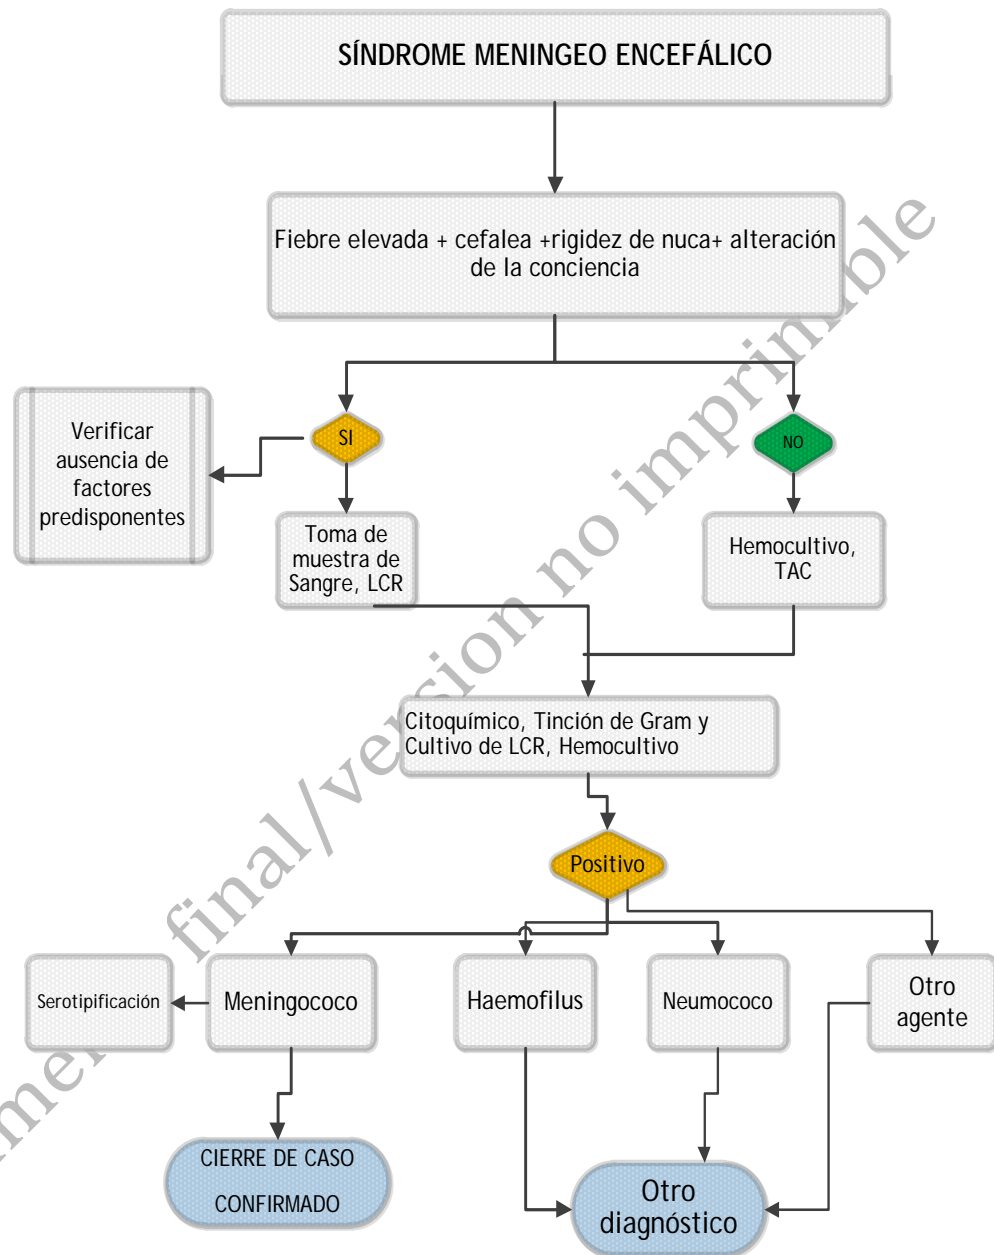 SÍNDROME MENINGEO ENCEFÁLICO
Fiebre elevada + cefalea +rigidez de nuca+ alteración
de la conciencia
SI
NO
Verificar
ausencia de
factores
predisponentes
Toma de
muestra de
Sangre, LCR
Hemocultivo,
TAC
Citoquímico, Tinción de Gram y
Cultivo de LCR, Hemocultivo
Positivo
Serotipificación
Meningococo
Haemofilus
Neumococo
Otro
agente
CIERRE DE CASO
CONFIRMADO
Otro
diagnóstico
final/version no imprimible